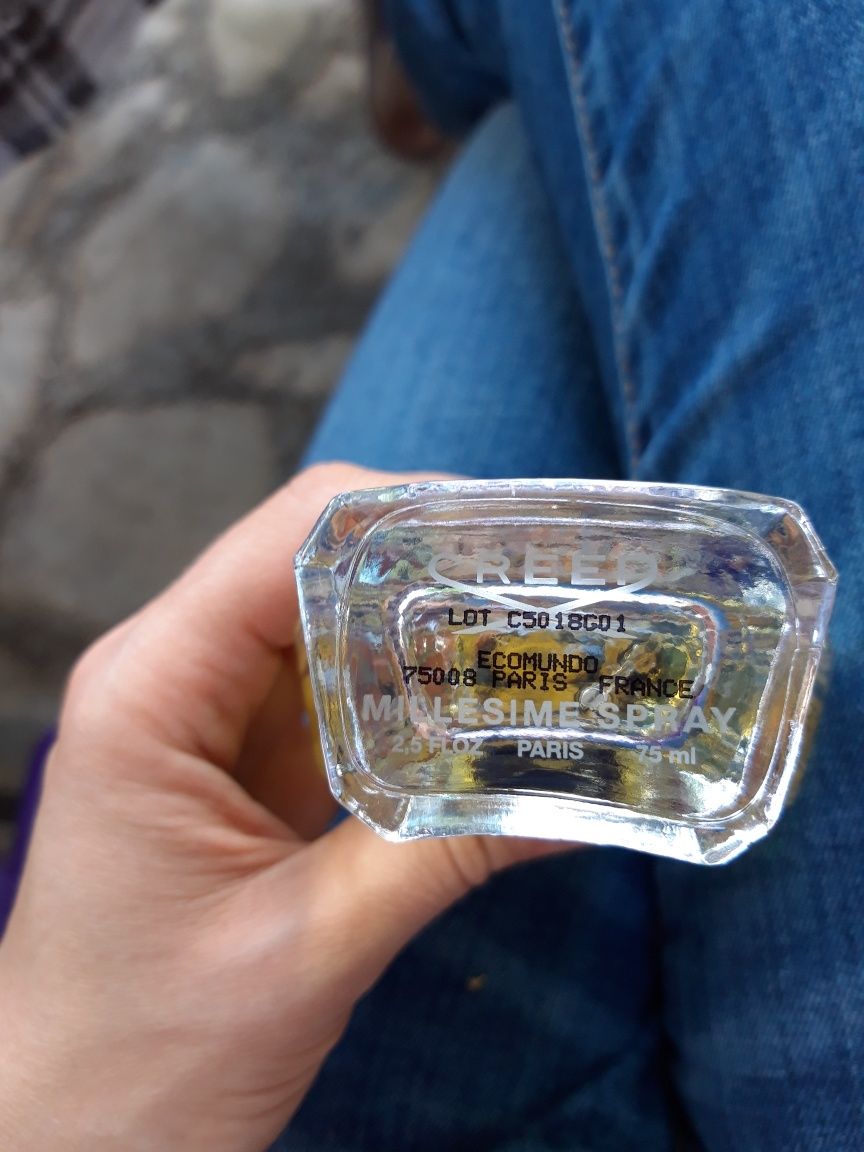 CREED
LOT C5018G01
ECOMUNDO
75008 PARIS FRANCE
MILLESIME SPRAY
2,5 FL OZ PARIS 75 ml